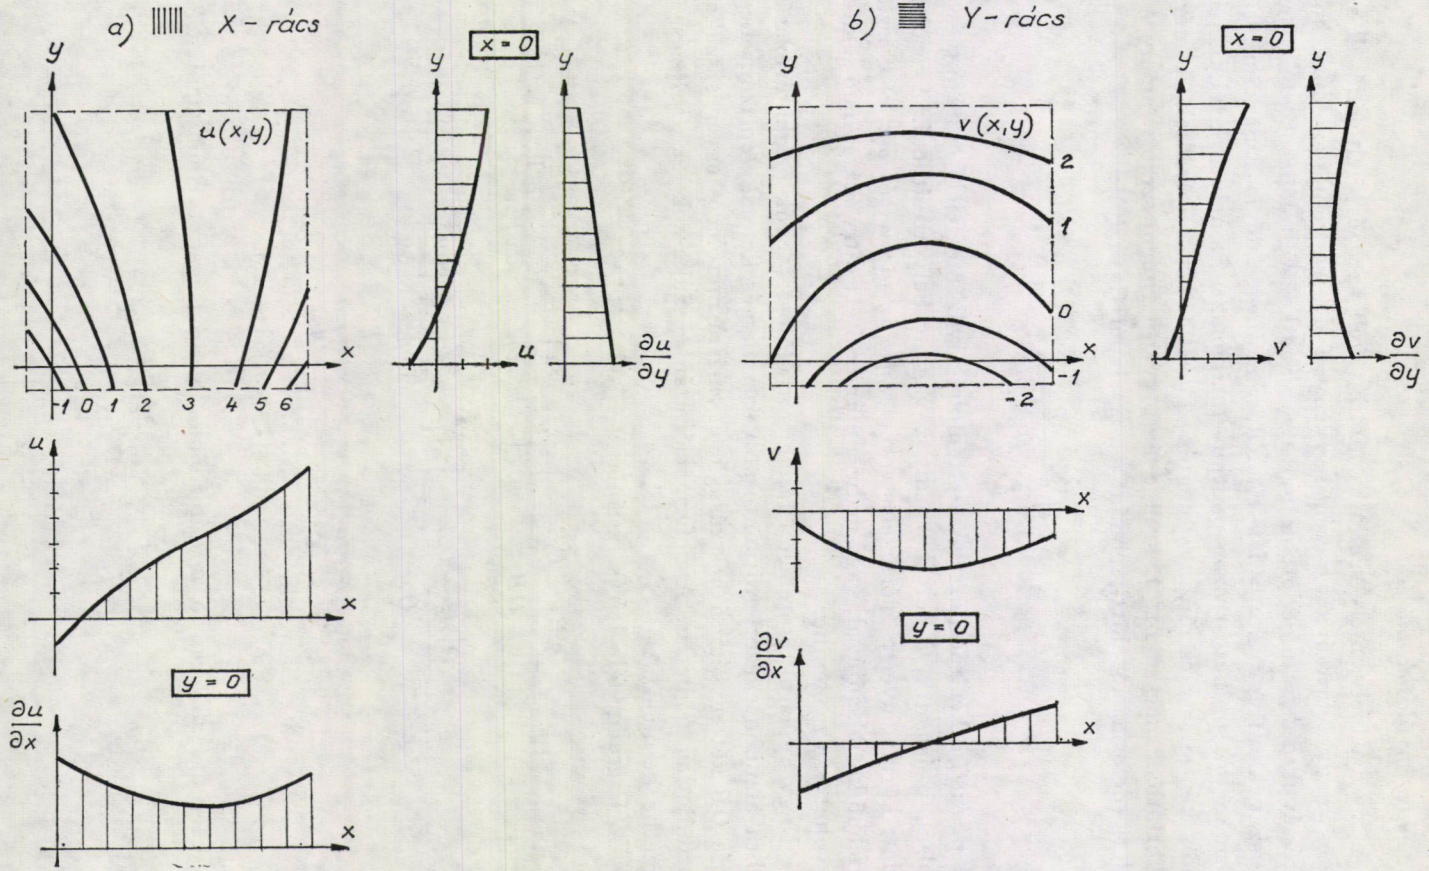 a) X - rács
y
u(x,y)
x
-1 0 1 2 3 4 5 6
x = 0
y
u
y
∂u/∂y
u
x
y = 0
∂u/∂x
x
b) Y - rács
y
v(x,y)
2
1
0
x
-1
-2
x = 0
y
v
y
∂v/∂y
v
x
y = 0
∂v/∂x
x